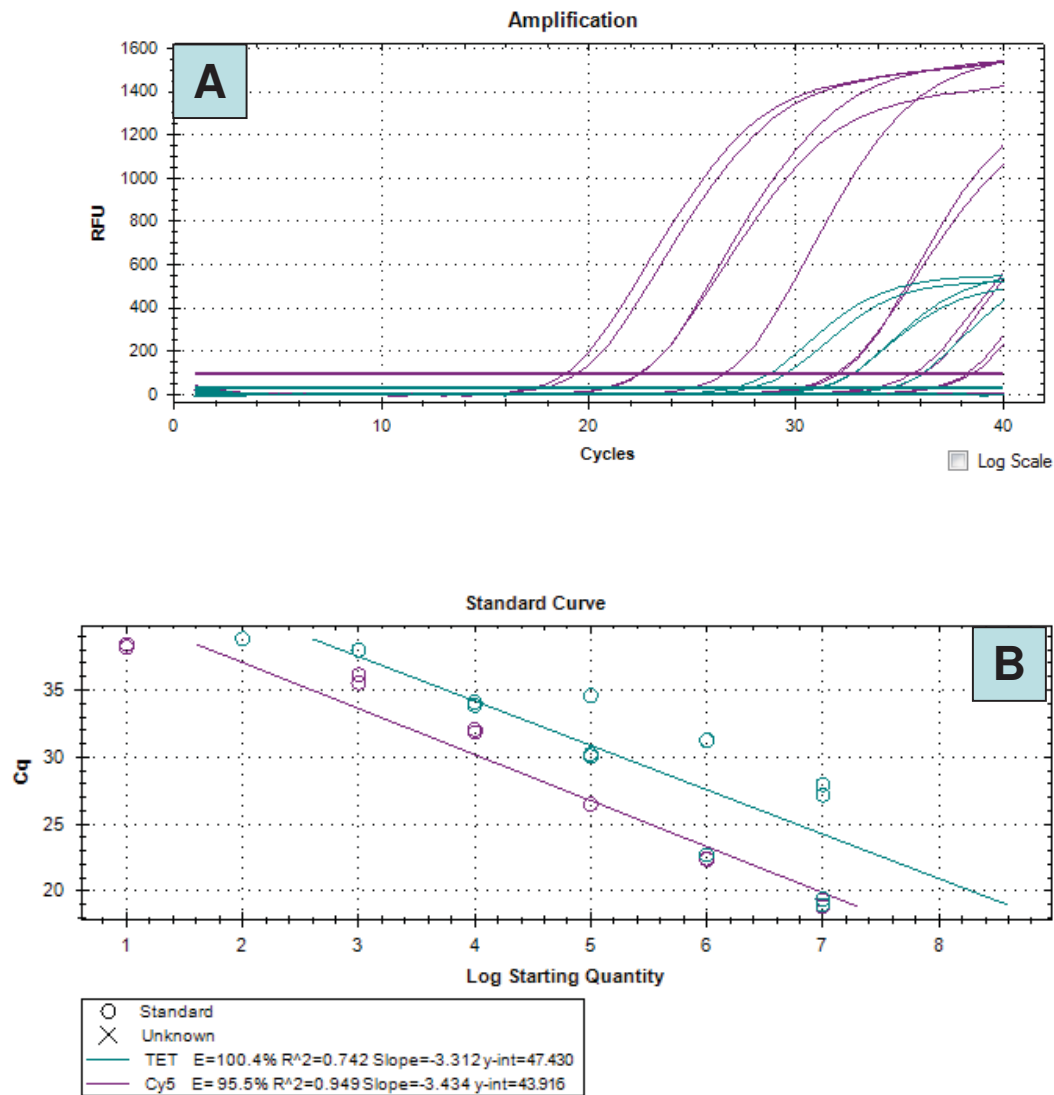 Amplification
A
1600
1400
1200
1000
800
600
400
200
0
RFU
0 10 20 30 40
Cycles
Log Scale
Standard Curve
B
35
30
25
20
Cq
1 2 3 4 5 6 7 8
Log Starting Quantity
Standard
Unknown
TET E=100.4% R^2=0.742 Slope=-3.312 y-int=47.430
Cy5 E= 95.5% R^2=0.949 Slope=-3.434 y-int=43.916